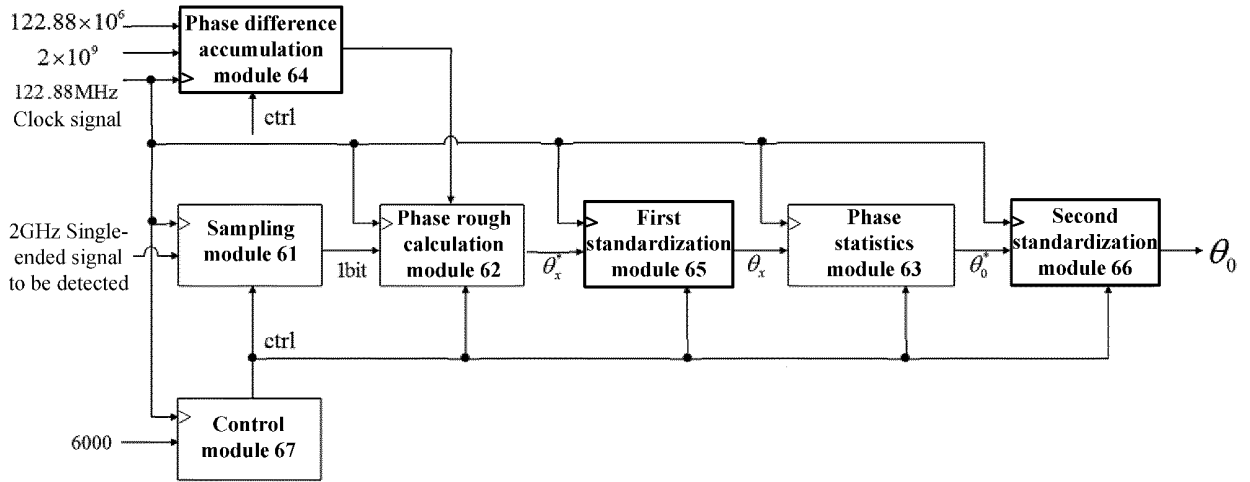 122.88×10⁶
2×10⁹
122.88MHz
Clock signal
Phase difference
accumulation
module 64
ctrl
2GHz Single-
ended signal
to be detected
Sampling
module 61
1bit
Phase rough
calculation
module 62
θₓ*
First
standardization
module 65
θₓ
Phase
statistics
module 63
θ₀*
Second
standardization
module 66
θ₀
ctrl
6000
Control
module 67